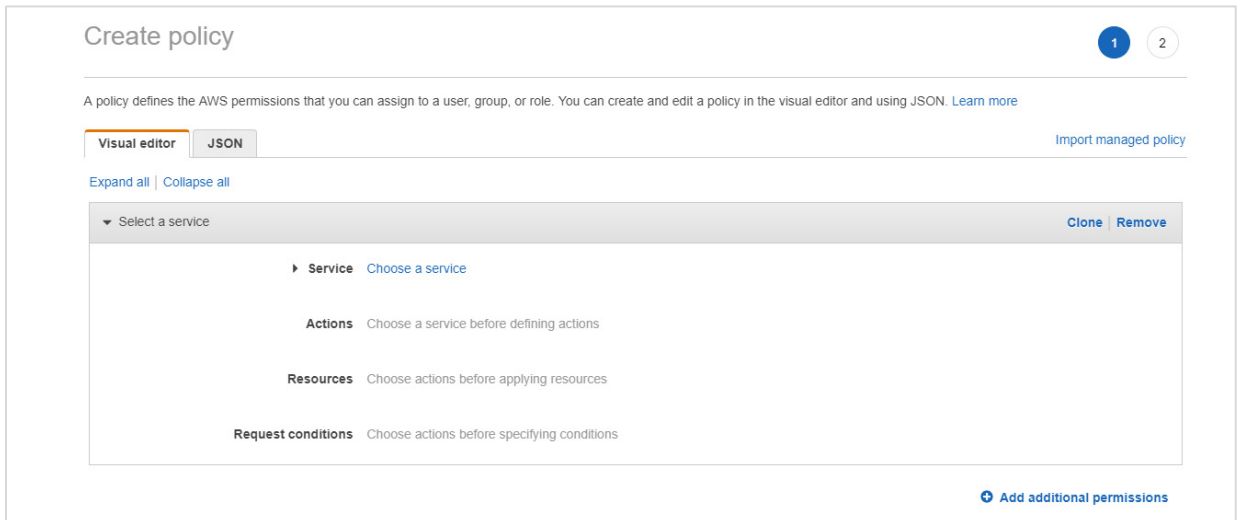 Create policy
1 2
A policy defines the AWS permissions that you can assign to a user, group, or role. You can create and edit a policy in the visual editor and using JSON. Learn more
Visual editor JSON Import managed policy
Expand all | Collapse all
Select a service Clone | Remove
Service Choose a service
Actions Choose a service before defining actions
Resources Choose actions before applying resources
Request conditions Choose actions before specifying conditions
Add additional permissions